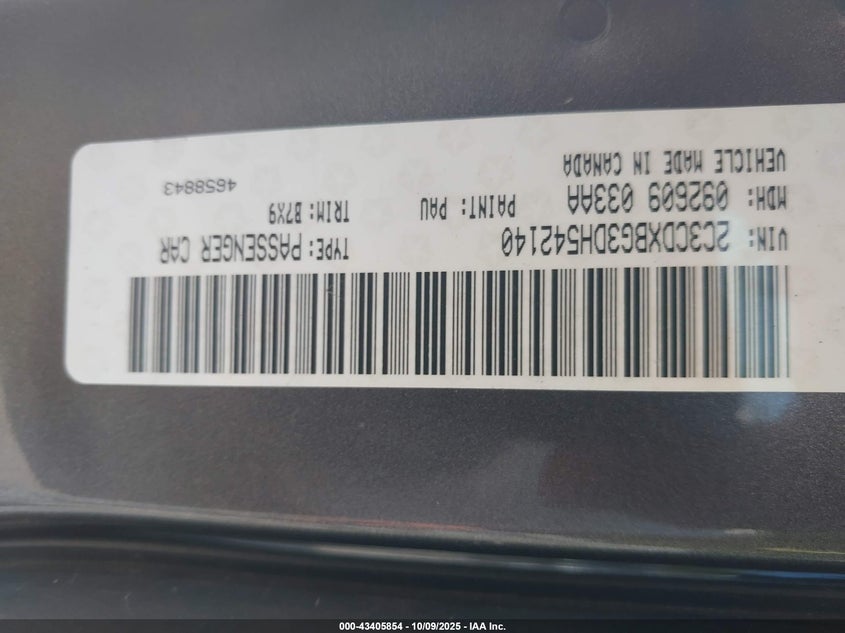 VIN: 2C3CDXBG3DH542140 TYPE: PASSENGER CAR
MDH: 092609 033AA PAINT: PAU TRIM: B7X9
VEHICLE MADE IN CANADA 4658843
000-43405854 - 10/09/2025 - IAA Inc.